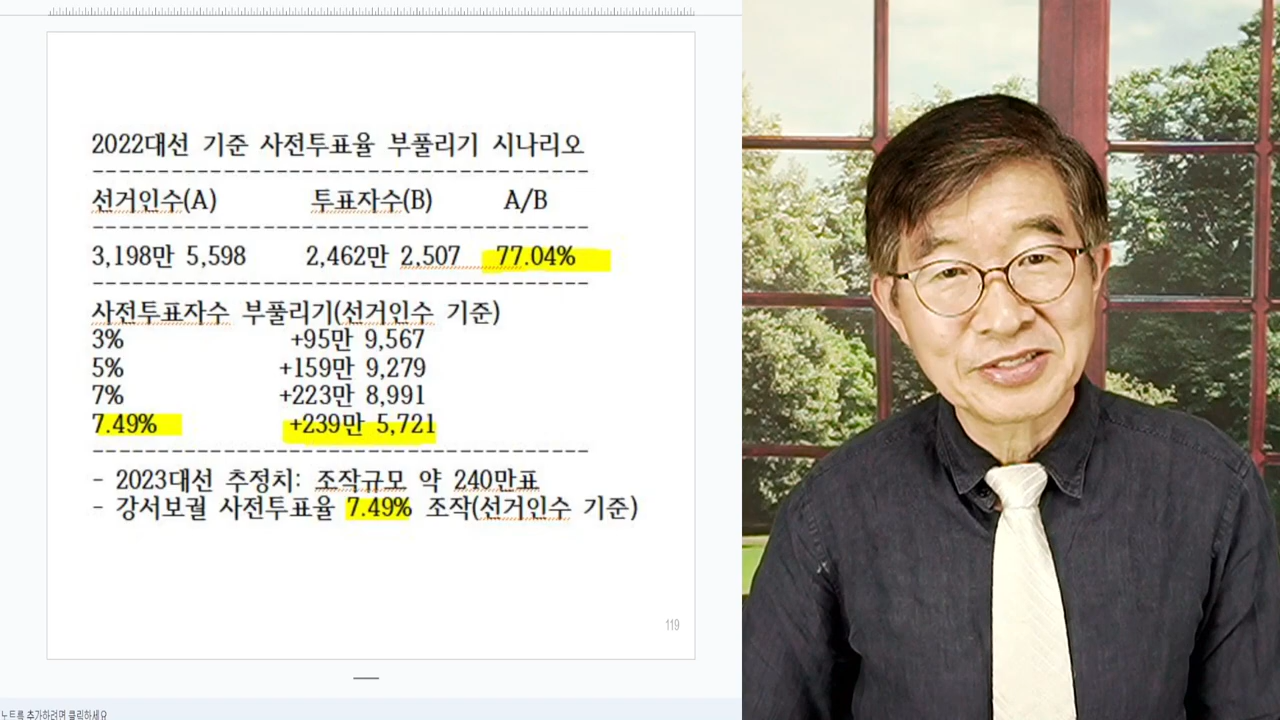 2022대선 기준 사전투표율 부풀리기 시나리오
선거인수(A) 투표자수(B) A/B
3,198만 5,598 2,462만 2,507 77.04%
사전투표자수 부풀리기(선거인수 기준)
3% +95만 9,567
5% +159만 9,279
7% +223만 8,991
7.49% +239만 5,721
- 2023대선 추정치: 조작규모 약 240만표
- 강서보궐 사전투표율 7.49% 조작(선거인수 기준)
119
노트를 추가하려면 클릭하세요